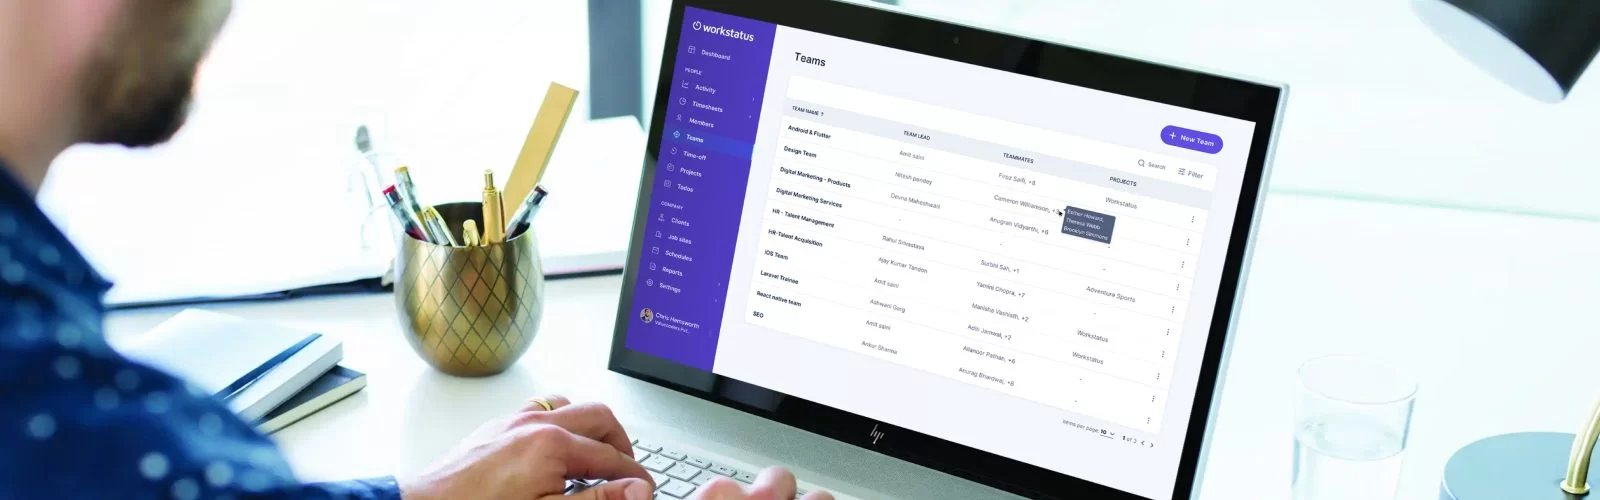 workstatus
Dashboard
PEOPLE
Activity
Timesheets
Members
Teams
Time-off
Projects
Todos
COMPANY
Clients
Job sites
Schedules
Reports
Settings
Chris Hemsworth
Valuecoders Pvt...
Teams
+ New Team
Search
Filter
TEAM NAME ↑ TEAM LEAD TEAMMATES PROJECTS
Android & Flutter Amit saini Firoz Saifi, +8 Workstatus
Design Team Nitesh pandey Cameron Williamson, +3 -
Digital Marketing - Products Devna Maheshwari Anugrah Vidyarthi, +6 -
Digital Marketing Services - - -
HR - Talent Management Rahul Srivastava Surbhi Sah, +1 Adventure Sports
HR-Talent Acquisition Ajay Kumar Tandon Yamini Chopra, +7 -
iOS Team Amit saini Manisha Vashisth, +2 Workstatus
Laravel Trainee Ashwani Garg Aditi Jamwal, +2 Workstatus
React native team Amit saini Allanoor Pathan, +6 -
SEO Ankur Sharma Anurag Bhardwaj, +8 -
Esther Howard,
Theresa Webb
Brooklyn Simmons
Items per page: 10 1 of 3
hp